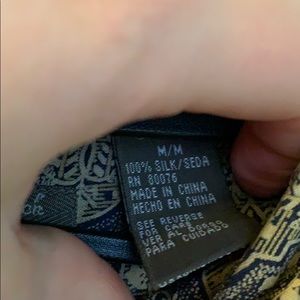 M/M
100% SILK/SEDA
RN 80076
MADE IN CHINA
HECHO EN CHINA
SEE REVERSE
FOR CARE
VER AL DORSO
PARA CUIDADO